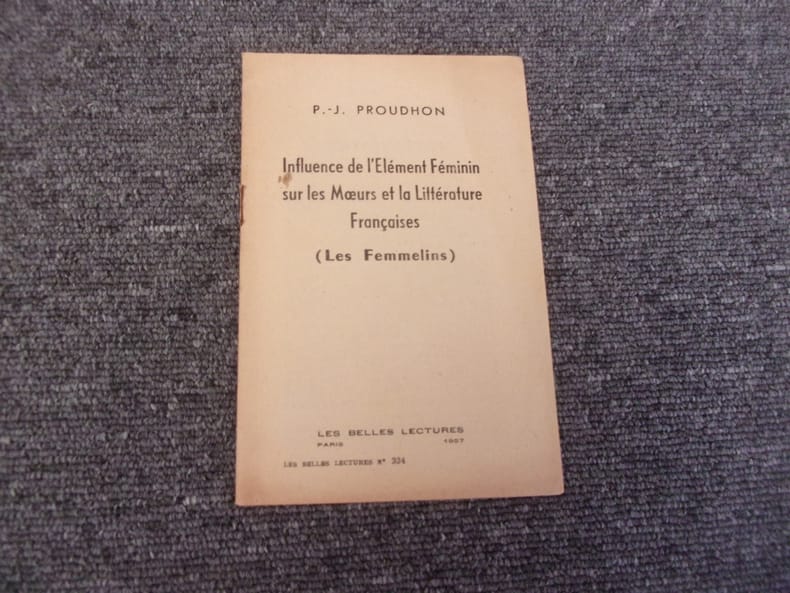 P.-J. PROUDHON
Influence de l'Elément Féminin
sur les Mœurs et la Littérature
Françaises
(Les Femmelins)
LES BELLES LECTURES
PARIS 1957
LES BELLES LECTURES N° 324